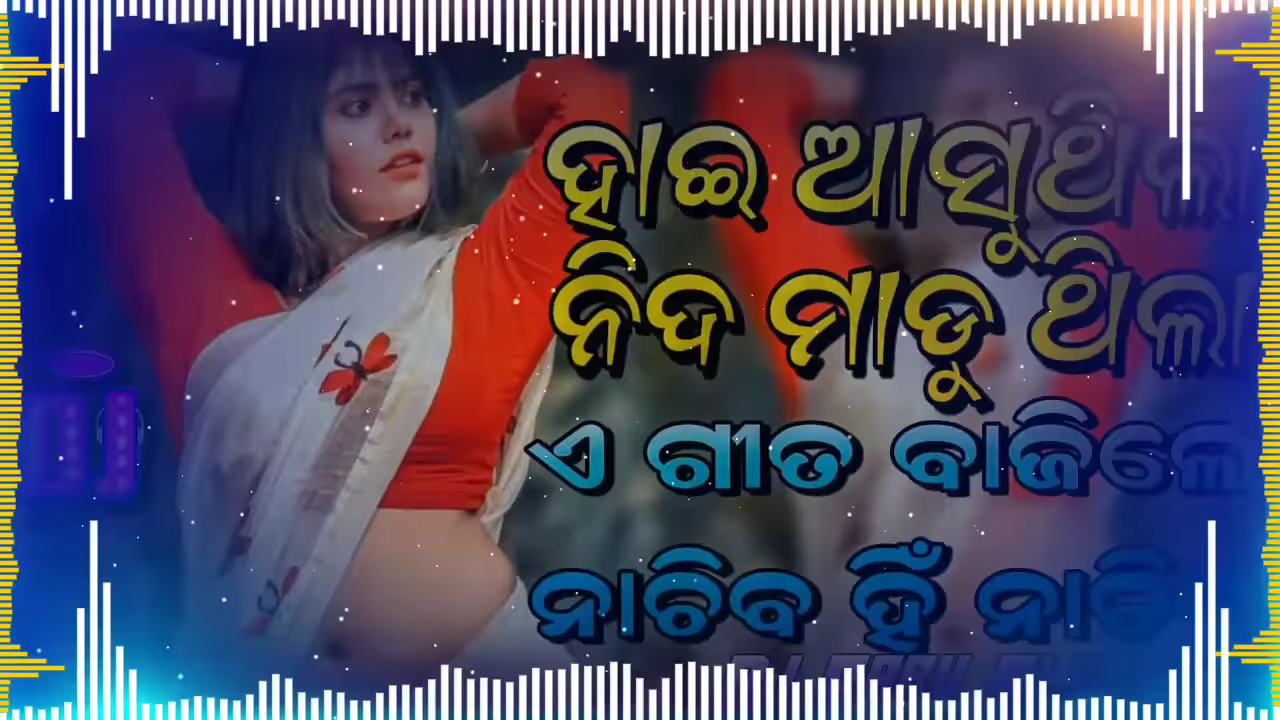 ହାଇ ଆସୁଥିଲା
ନିଦ ମାଡୁ ଥିଲା
ଏ ଗୀତ ବାଜିଲେ
ନାଚିବ ହିଁ ନାଚି